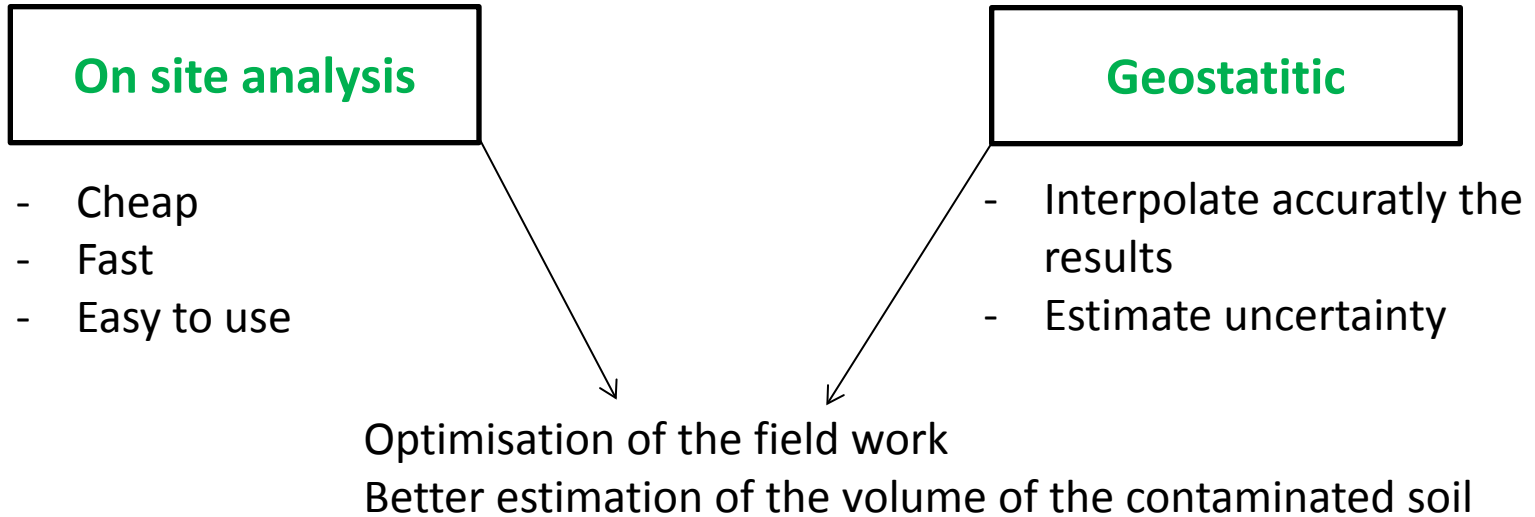 On site analysis
- Cheap
- Fast
- Easy to use
Geostatitic
- Interpolate accuratly the
results
- Estimate uncertainty
Optimisation of the field work
Better estimation of the volume of the contaminated soil